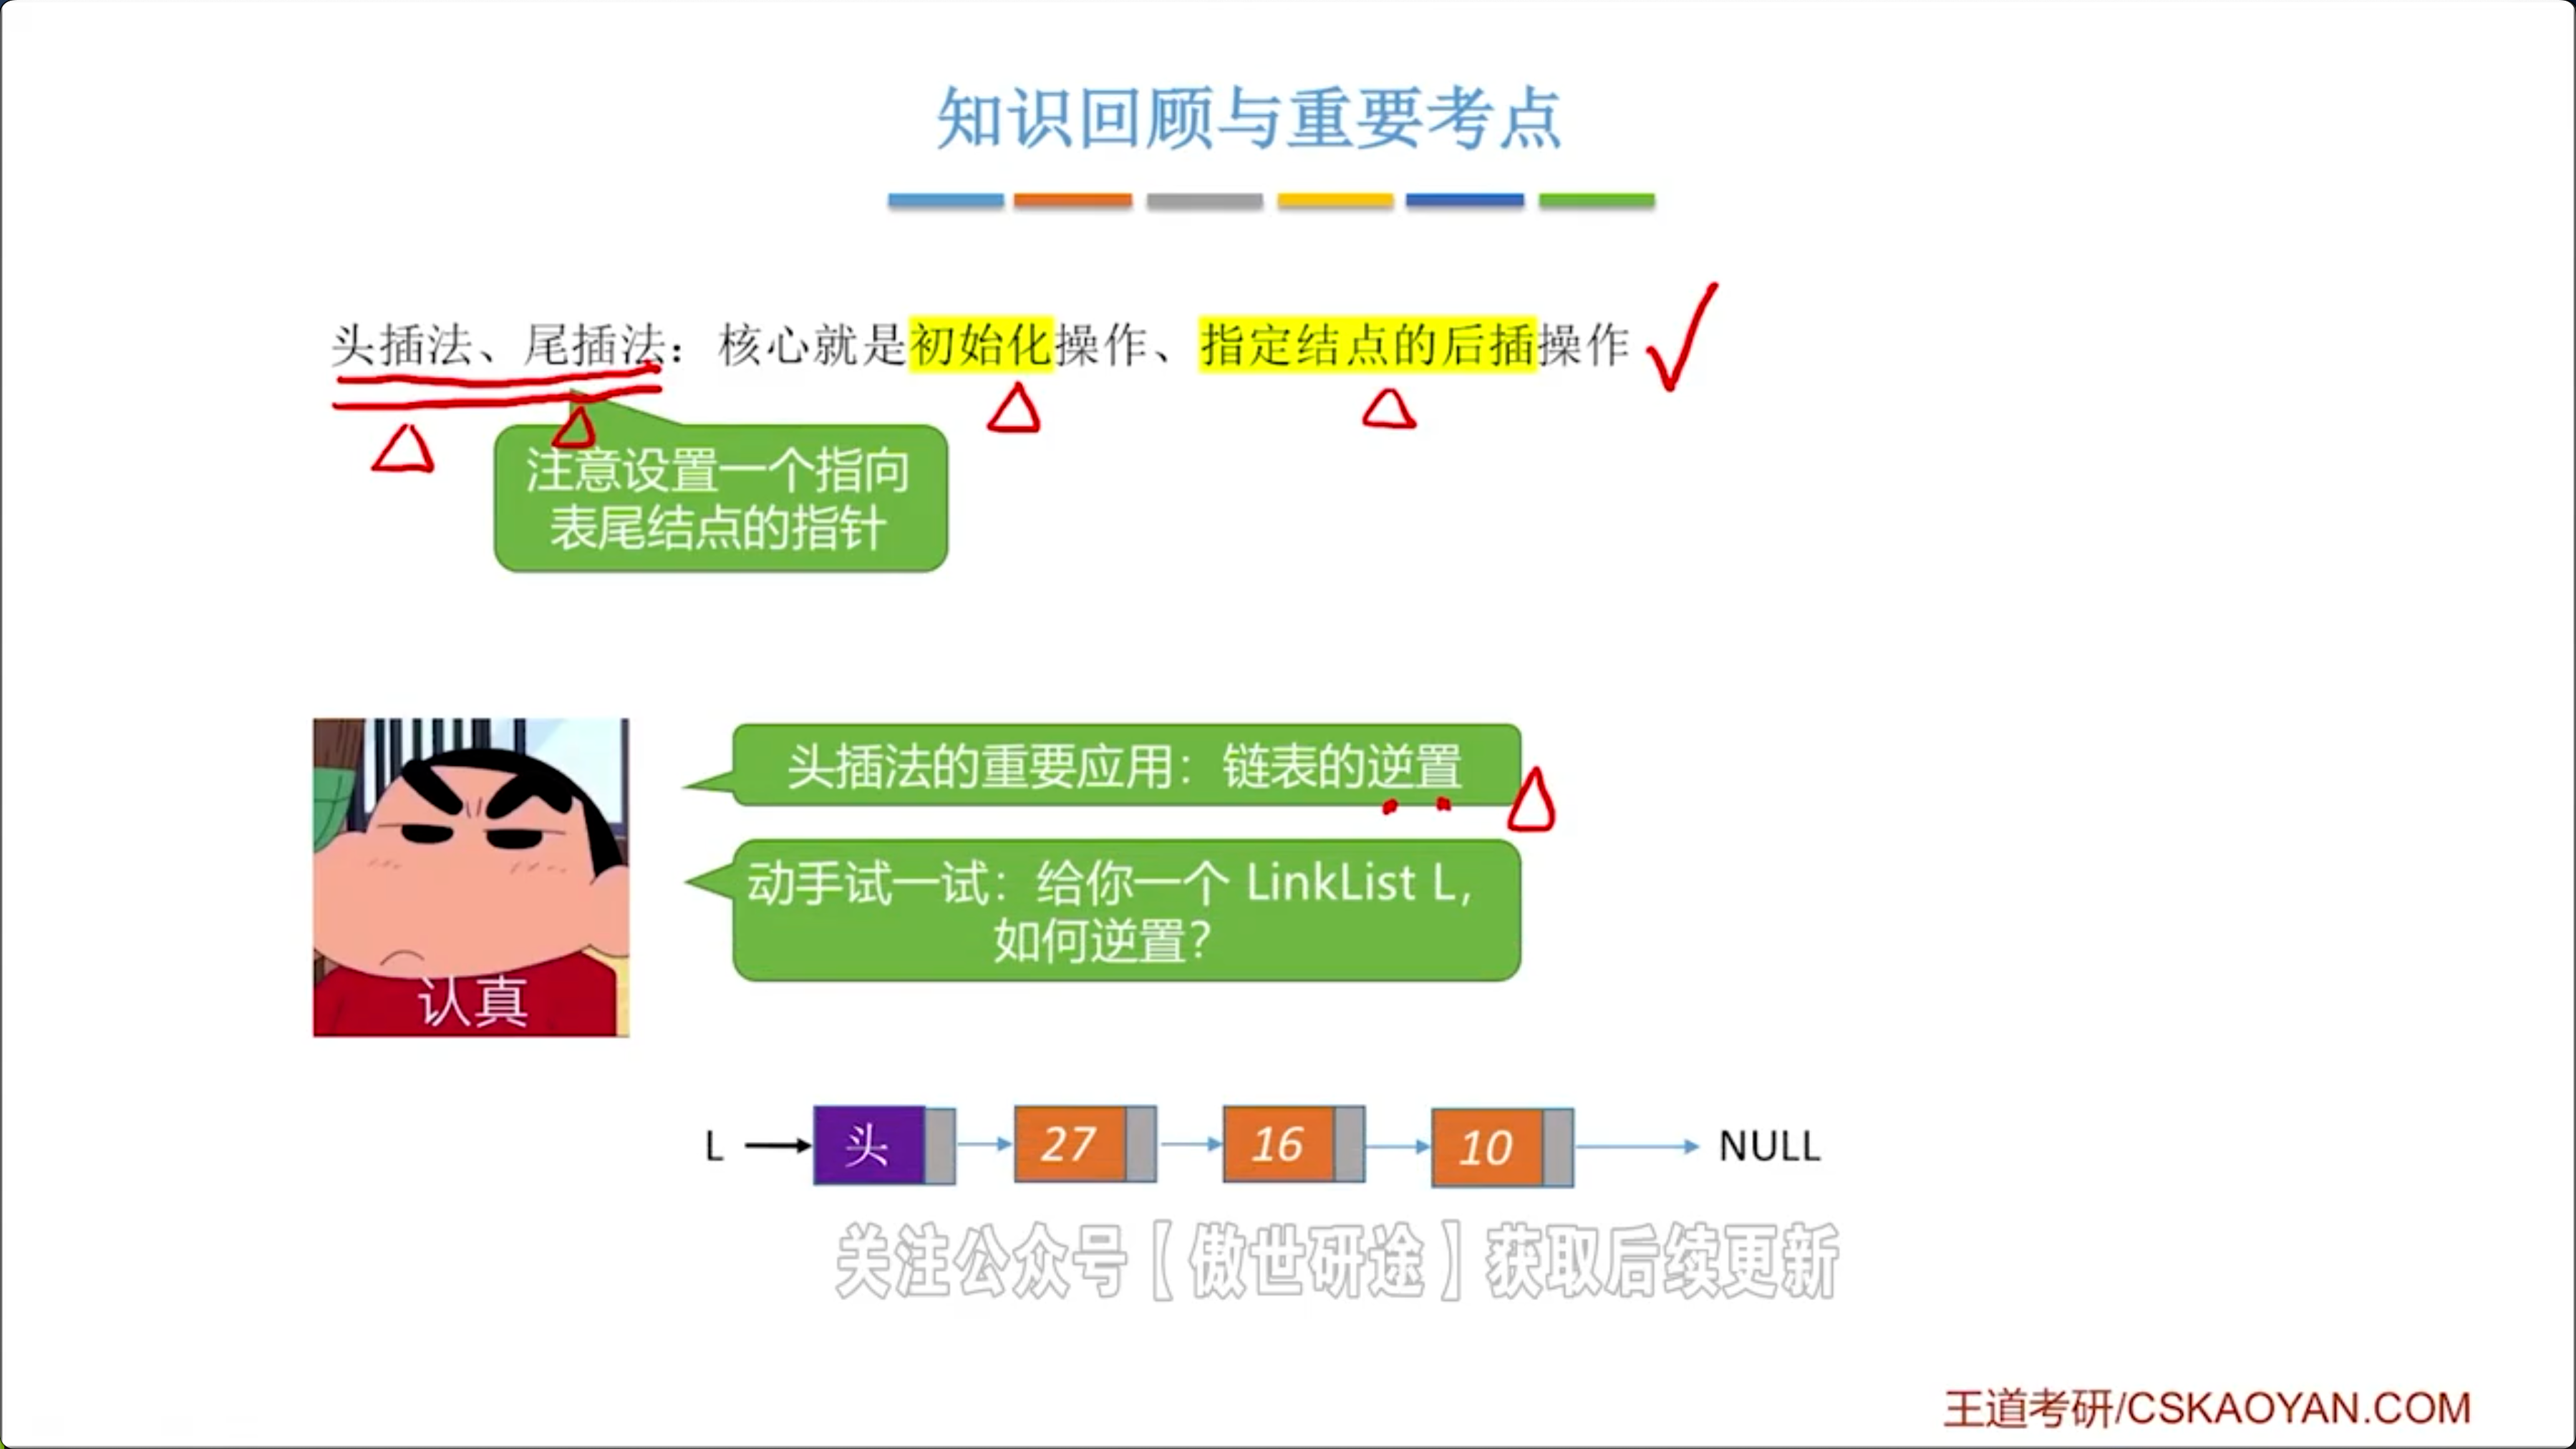 知识回顾与重要考点
头插法、尾插法：核心就是初始化操作、指定结点的后插操作
注意设置一个指向
表尾结点的指针
头插法的重要应用：链表的逆置
动手试一试：给你一个 LinkList L，
如何逆置？
认真
L 头 27 16 10 NULL
关注公众号【傲世研途】获取后续更新
王道考研/CSKAOYAN.COM